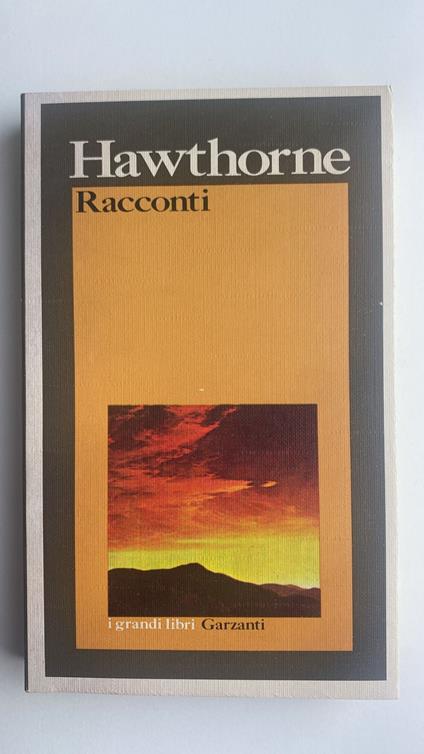 Hawthorne
Racconti
i grandi libri Garzanti